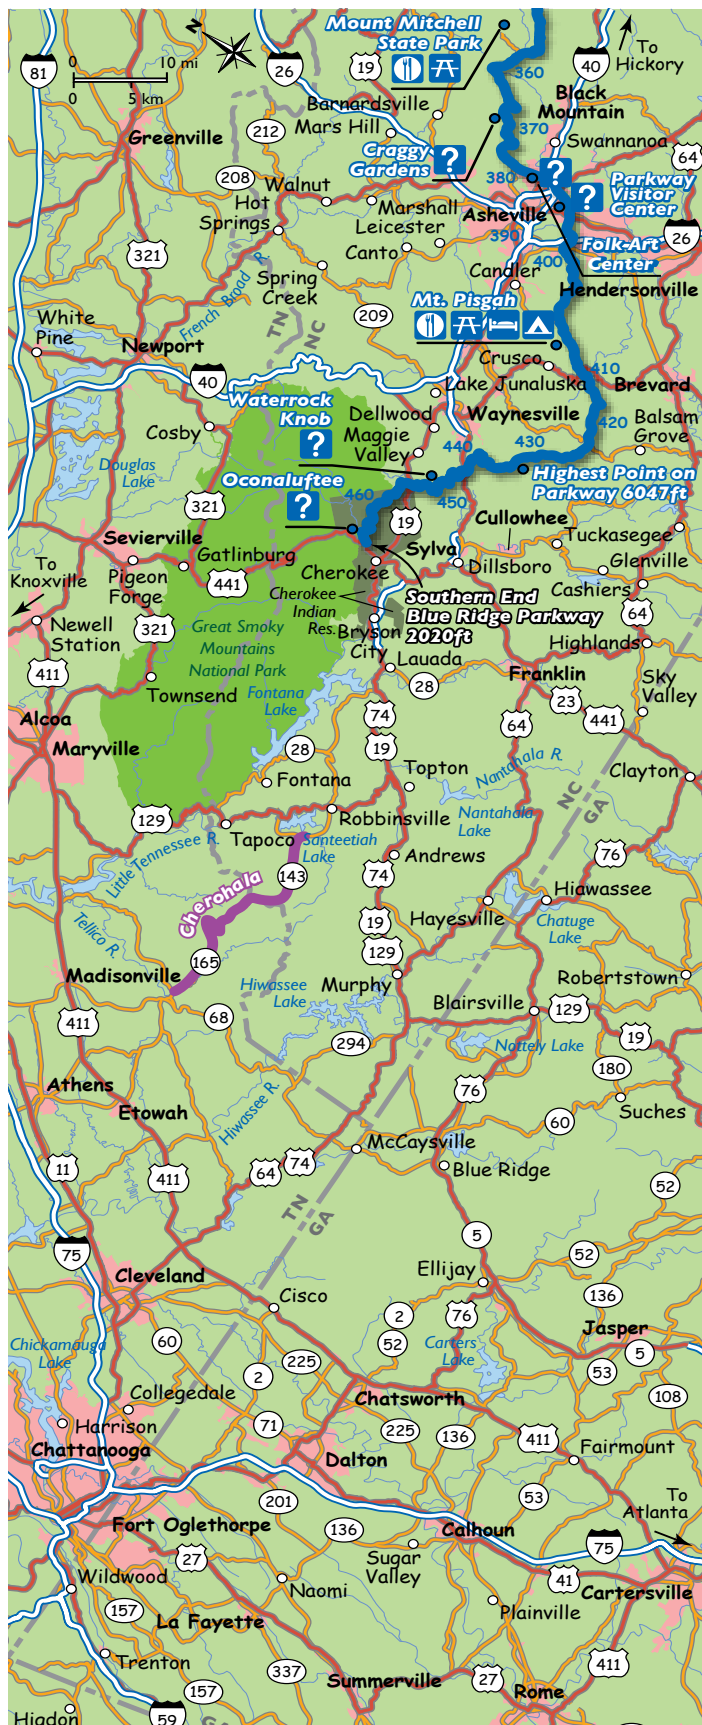 Mount Mitchell
State Park
N
0
10 mi
0
5 km
81
26
19
40
To
Hickory
360
Black
Mountain
Barnardsville
Mars Hill
370
Greenville
212
Craggy
Gardens
?
Swannanoa
64
208
Walnut
380
?
?
Parkway
Visitor
Center
Hot
Springs
Marshall
Leicester
Asheville
390
Folk-Art
Center
26
321
Canto
400
French Broad R.
Spring
Creek
Candler
Hendersonville
White
Pine
TN
NC
209
Mt. Pisgah
Newport
Crusco
410
40
Lake Junaluska
Brevard
Waterrock
Knob
?
Dellwood
Waynesville
420
Cosby
Maggie
Valley
440
430
Balsam
Grove
Douglas
Lake
Highest Point on
Parkway 6047ft
Oconaluftee
?
460
450
321
19
Cullowhee
Sevierville
Tuckasegee
To
Knoxville
Gatlinburg
Sylva
Pigeon
Forge
441
Cherokee
Dillsboro
Glenville
Cherokee
Indian
Res.
Cashiers
Southern End
Blue Ridge Parkway
2020ft
64
Newell
Station
321
Great Smoky
Mountains
National Park
Bryson
City
Highlands
411
Lauada
Townsend
Fontana
Lake
28
Franklin
Sky
Valley
23
441
Alcoa
74
64
Maryville
28
19
Nantahala R.
Topton
Clayton
Fontana
NC
GA
129
Robbinsville
Nantahala
Lake
Tapoco
Santeetlah
Lake
76
Little Tennessee R.
Andrews
143
74
Cherohala
Hiawassee
Hayesville
Tellico R.
19
Chatuge
Lake
165
129
Madisonville
Murphy
Robertstown
Hiwassee
Lake
Blairsville
129
411
68
19
294
Nottely Lake
180
Athens
76
Etowah
Suches
Hiwassee R.
60
McCaysville
11
74
64
Blue Ridge
411
52
TN
GA
5
75
52
Cleveland
Ellijay
136
Cisco
2
76
Jasper
Chickamauga
Lake
60
52
Carters
Lake
5
225
53
2
Collegedale
Chatsworth
108
Harrison
71
225
136
Chattanooga
411
Fairmount
Dalton
201
53
To
Atlanta
Fort Oglethorpe
136
Calhoun
75
27
Sugar
Valley
Wildwood
Naomi
41
Cartersville
157
Plainville
La Fayette
Trenton
411
337
Summerville
27
157
Rome
59
Higdon